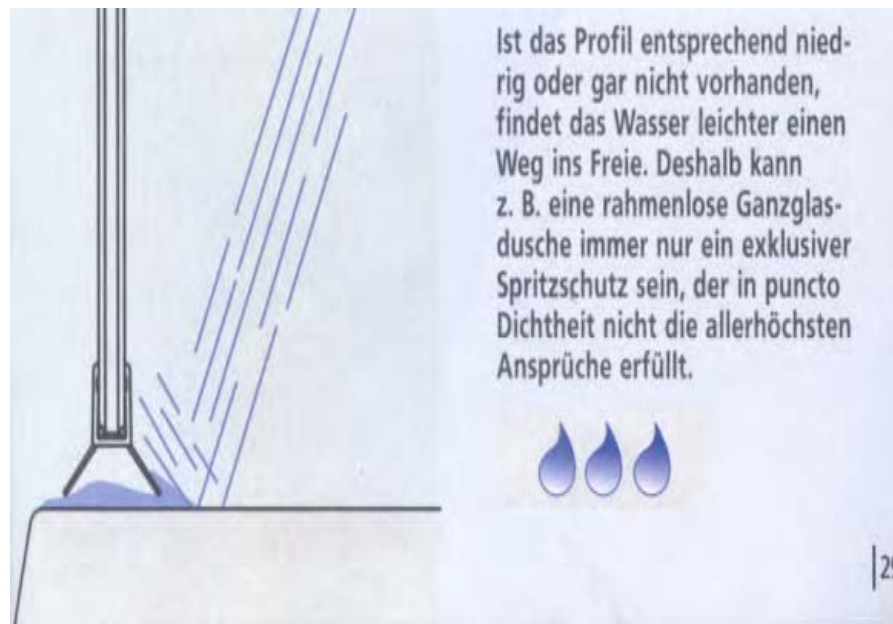 Ist das Profil entsprechend nied-
rig oder gar nicht vorhanden,
findet das Wasser leichter einen
Weg ins Freie. Deshalb kann
z. B. eine rahmenlose Ganzglas-
dusche immer nur ein exklusiver
Spritzschutz sein, der in puncto
Dichtheit nicht die allerhöchsten
Ansprüche erfüllt.